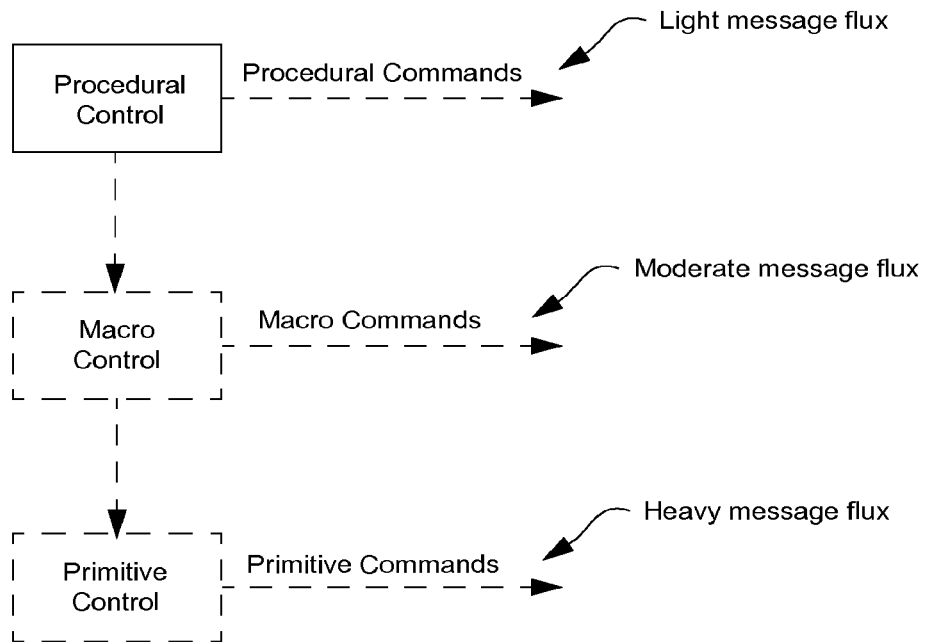 Light message flux
Procedural
Control
Procedural Commands
Moderate message flux
Macro
Control
Macro Commands
Heavy message flux
Primitive
Control
Primitive Commands